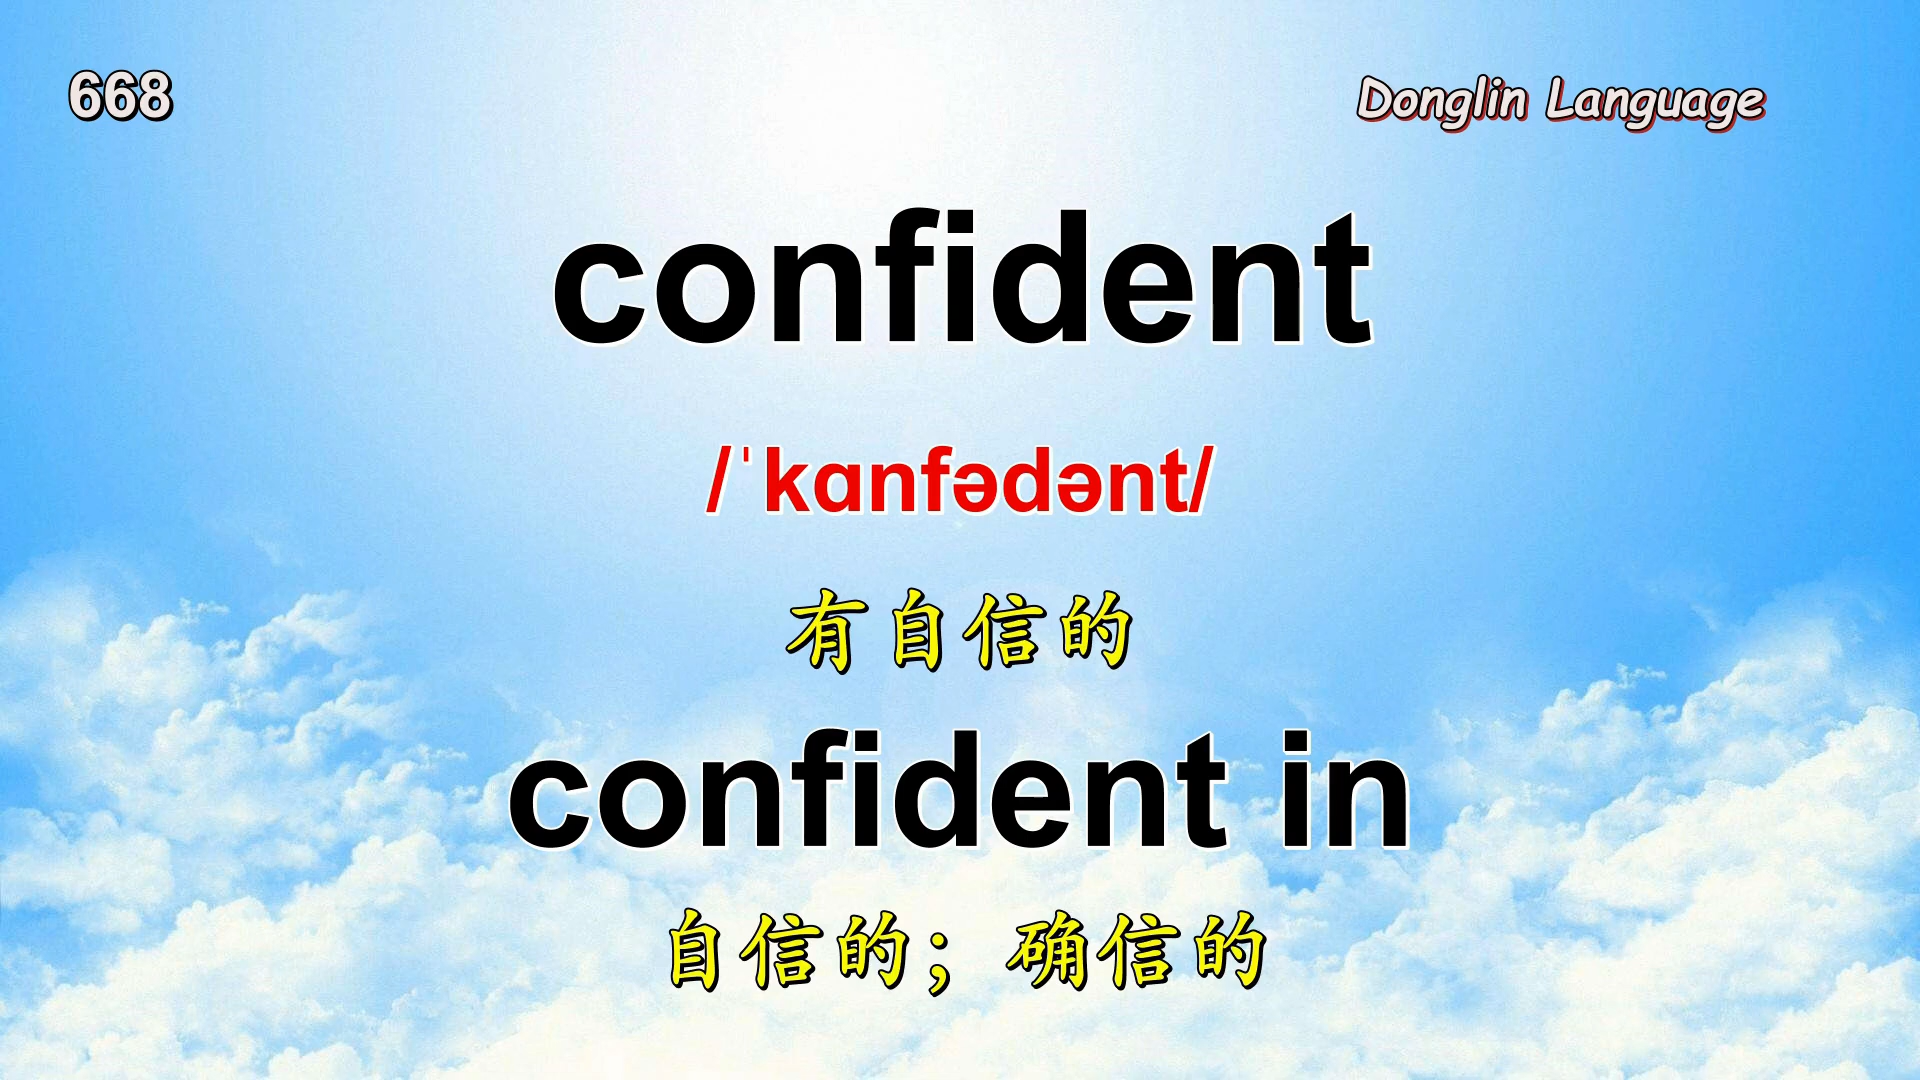 668
Donglin Language
confident
/ˈkɑnfədənt/
有自信的
confident in
自信的；确信的